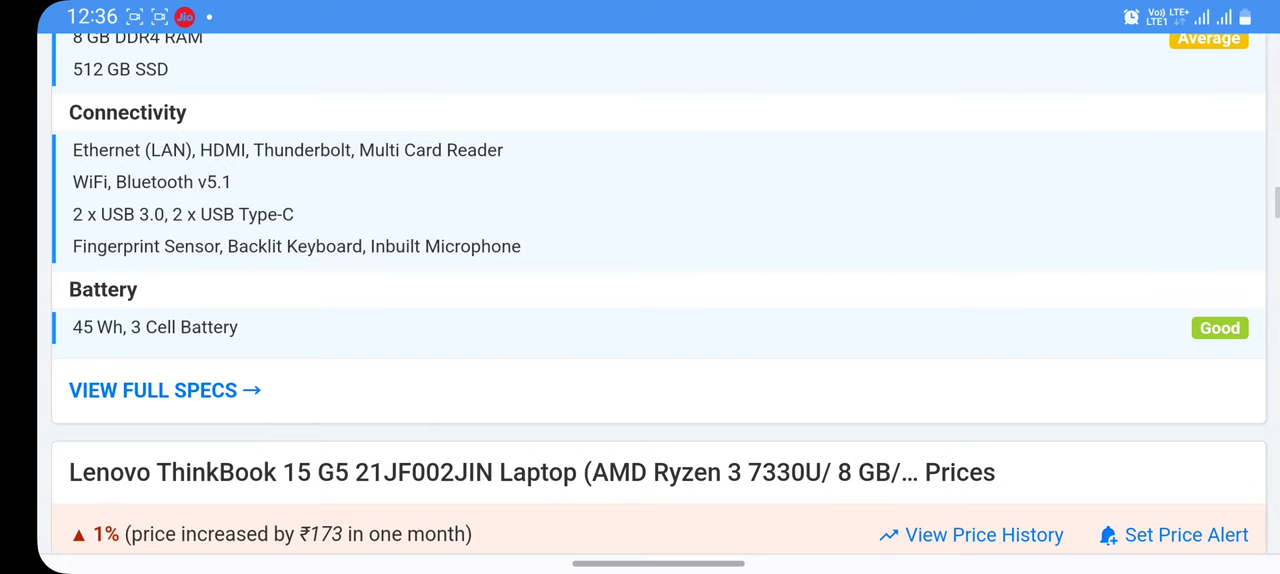 12:36 Jio Vo) LTE+ LTE1
8 GB DDR4 RAM Average
512 GB SSD
Connectivity
Ethernet (LAN), HDMI, Thunderbolt, Multi Card Reader
WiFi, Bluetooth v5.1
2 x USB 3.0, 2 x USB Type-C
Fingerprint Sensor, Backlit Keyboard, Inbuilt Microphone
Battery
45 Wh, 3 Cell Battery Good
VIEW FULL SPECS →
Lenovo ThinkBook 15 G5 21JF002JIN Laptop (AMD Ryzen 3 7330U/ 8 GB/... Prices
▲ 1% (price increased by ₹173 in one month) View Price History Set Price Alert